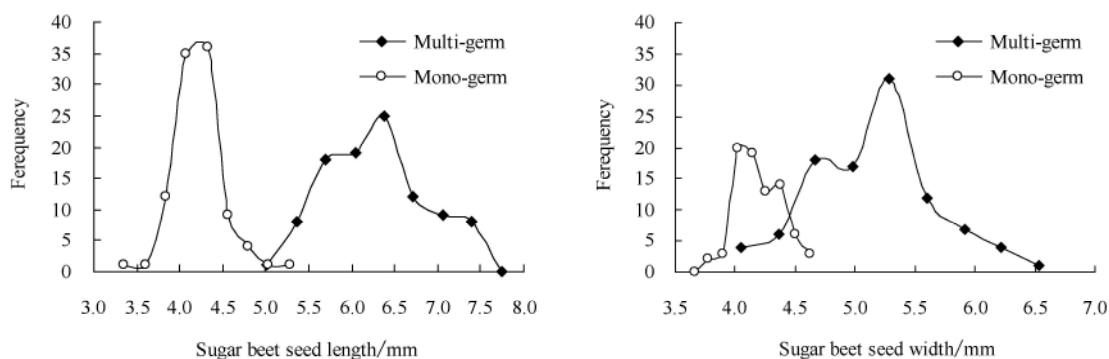 40
35
30
25
20
15
10
5
0
Ferequency
Multi-germ
Mono-germ
3.0 3.5 4.0 4.5 5.0 5.5 6.0 6.5 7.0 7.5 8.0
Sugar beet seed length/mm
40
35
30
25
20
15
10
5
0
Ferequency
Multi-germ
Mono-germ
3.5 4.0 4.5 5.0 5.5 6.0 6.5 7.0
Sugar beet seed width/mm